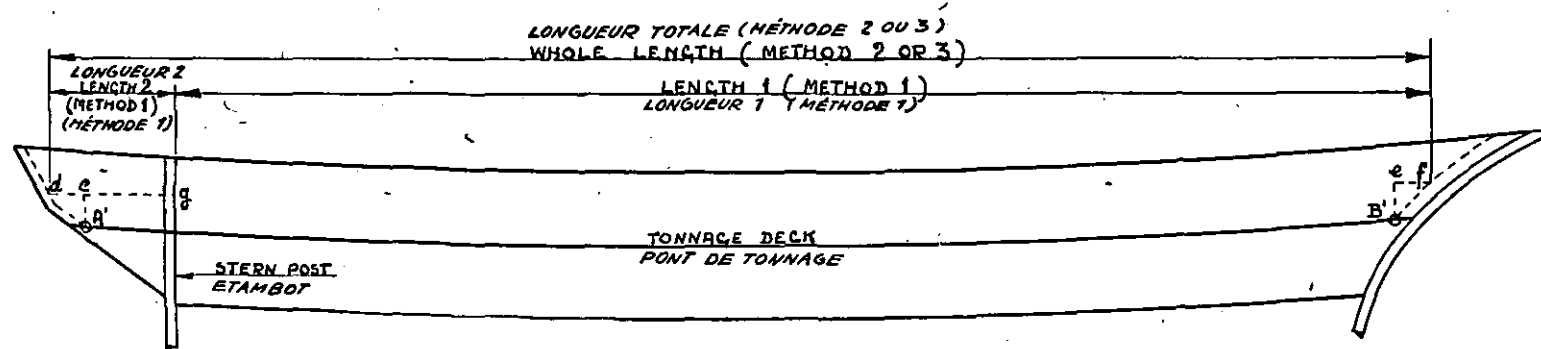 LONGUEUR TOTALE (MÉTHODE 2 OU 3)
WHOLE LENGTH (METHOD 2 OR 3)
LONGUEUR 2
LENGTH 2
(METHOD 1)
(MÉTHODE 1)
LENGTH 1 (METHOD 1)
LONGUEUR 1 (MÉTHODE 1)
d c g
A'
e f
B'
TONNAGE DECK
PONT DE TONNAGE
STERN POST
ETAMBOT